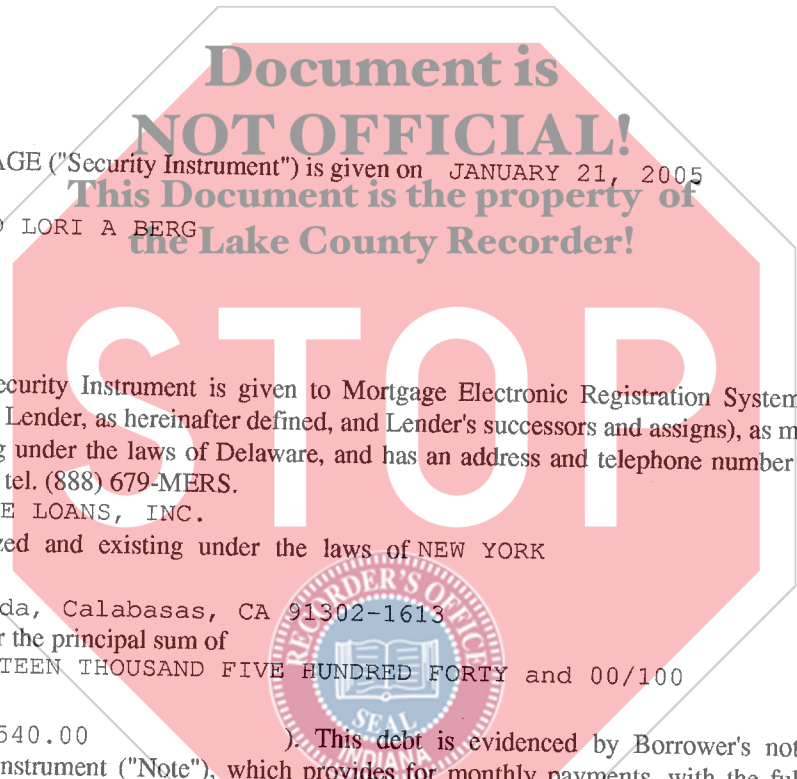 Document is
NOT OFFICIAL!
AGE ("Security Instrument") is given on JANUARY 21, 2005
This Document is the property of
LORI A BERG
the Lake County Recorder!
STOP
ecurity Instrument is given to Mortgage Electronic Registration System
Lender, as hereinafter defined, and Lender's successors and assigns), as m
g under the laws of Delaware, and has an address and telephone number
tel. (888) 679-MERS.
E LOANS, INC.
zed and existing under the laws of NEW YORK
da, Calabasas, CA 91302-1613
r the principal sum of
TEEN THOUSAND FIVE HUNDRED FORTY and 00/100
RECORDER'S OFFICE
SEAL
INDIANA
540.00 ). This debt is evidenced by Borrower's not
nstrument ("Note"), which provides for monthly payments, with the ful